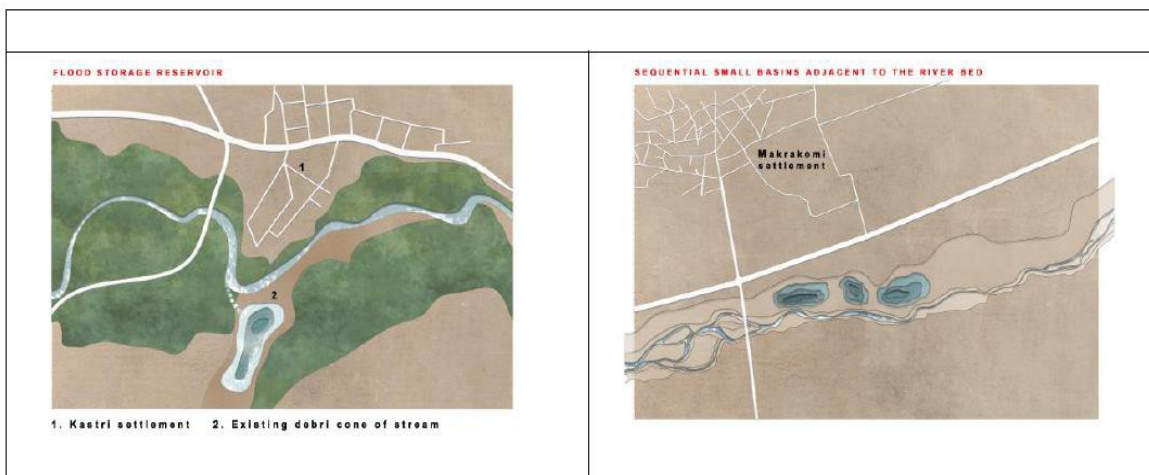 FLOOD STORAGE RESERVOIR
1
2
1. Kastri settlement 2. Existing debri cone of stream
SEQUENTIAL SMALL BASINS ADJACENT TO THE RIVER BED
Makrakomi
settlement